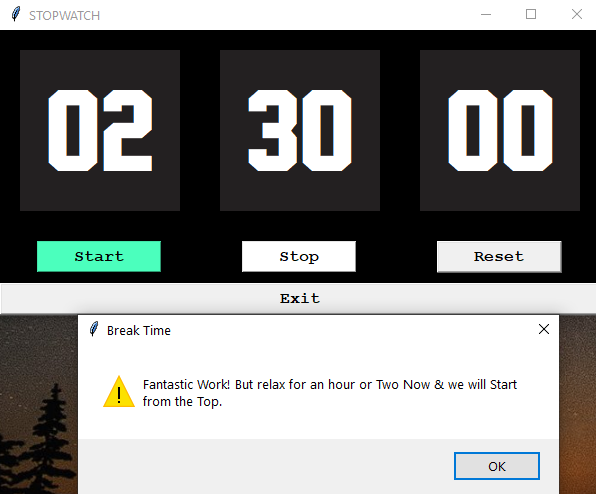 STOPWATCH
02 30 00
Start Stop Reset
Exit
Break Time
Fantastic Work! But relax for an hour or Two Now & we will Start
from the Top.
OK